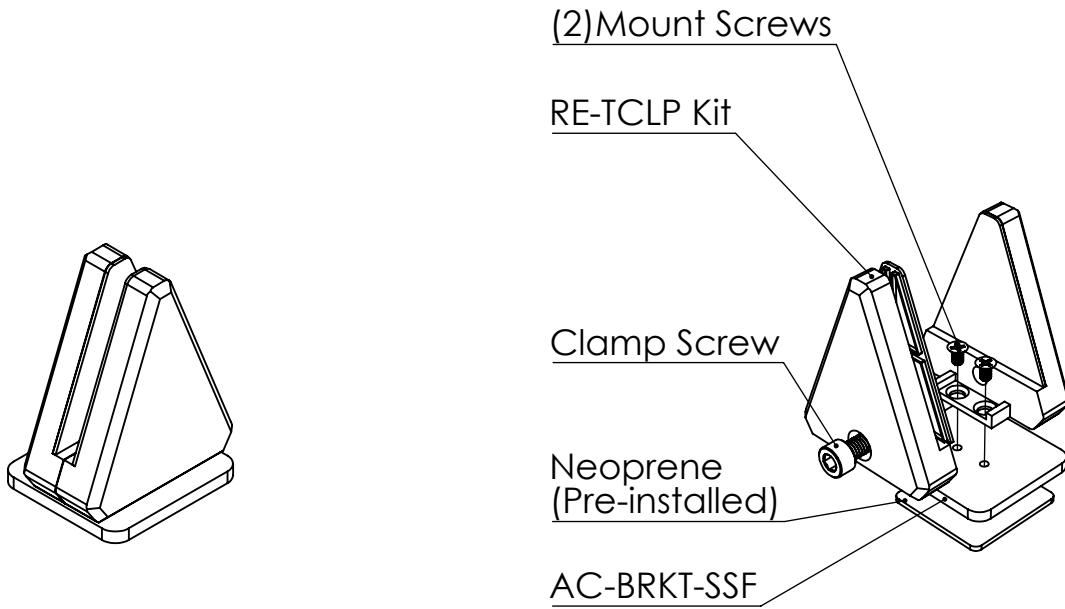 (2)Mount Screws
RE-TCLP Kit
Clamp Screw
Neoprene
(Pre-installed)
AC-BRKT-SSF